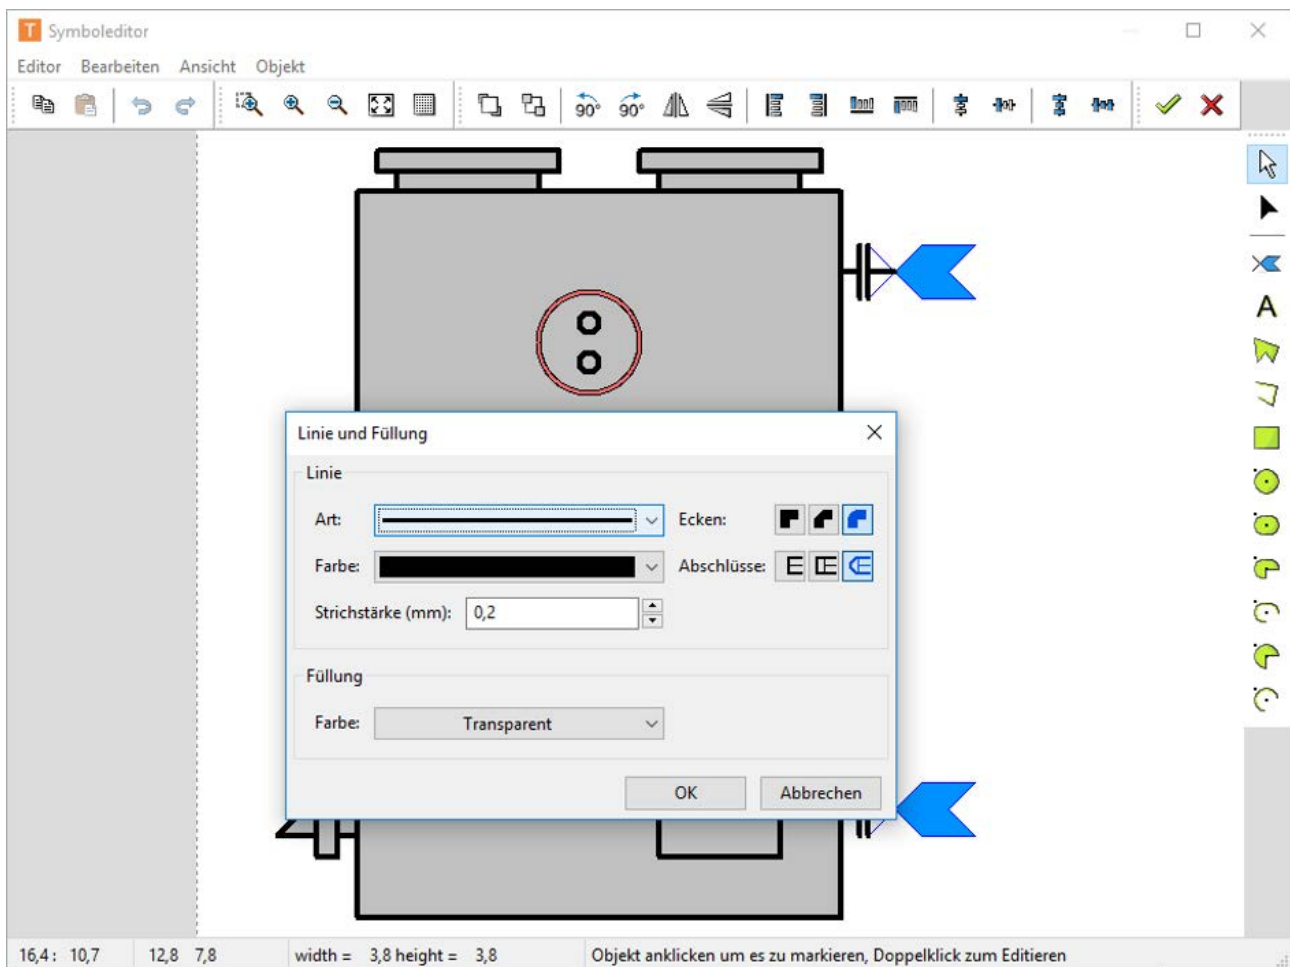 T Symboleditor
Editor Bearbeiten Ansicht Objekt
90° 90°
A
Linie und Füllung
Linie
Art: Ecken:
Farbe: Abschlüsse:
Strichstärke (mm): 0,2
Füllung
Farbe: Transparent
OK Abbrechen
16,4 : 10,7 12,8 7,8 width = 3,8 height = 3,8 Objekt anklicken um es zu markieren, Doppelklick zum Editieren